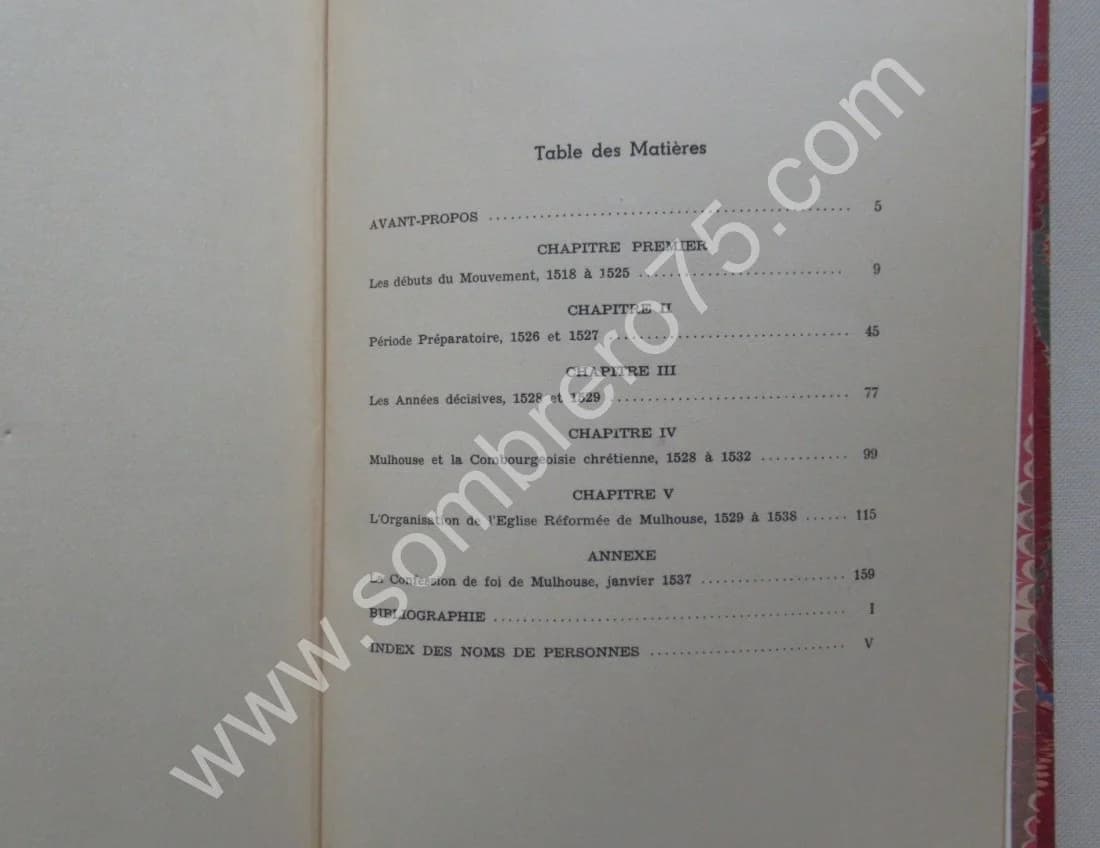 Table des Matières
AVANT-PROPOS .................................................. 5
CHAPITRE PREMIER
Les débuts du Mouvement, 1518 à 1525 ............................ 9
CHAPITRE II
Période Préparatoire, 1526 et 1527 ................................ 45
CHAPITRE III
Les Années décisives, 1528 et 1529 ................................ 77
CHAPITRE IV
Mulhouse et la Combourgeoisie chrétienne, 1528 à 1532 ............ 99
CHAPITRE V
L'Organisation de l'Eglise Réformée de Mulhouse, 1529 à 1538 ...... 115
ANNEXE
La Confession de foi de Mulhouse, janvier 1537 .................... 159
BIBLIOGRAPHIE ................................................ I
INDEX DES NOMS DE PERSONNES ........................... V
www.sombrero75.com